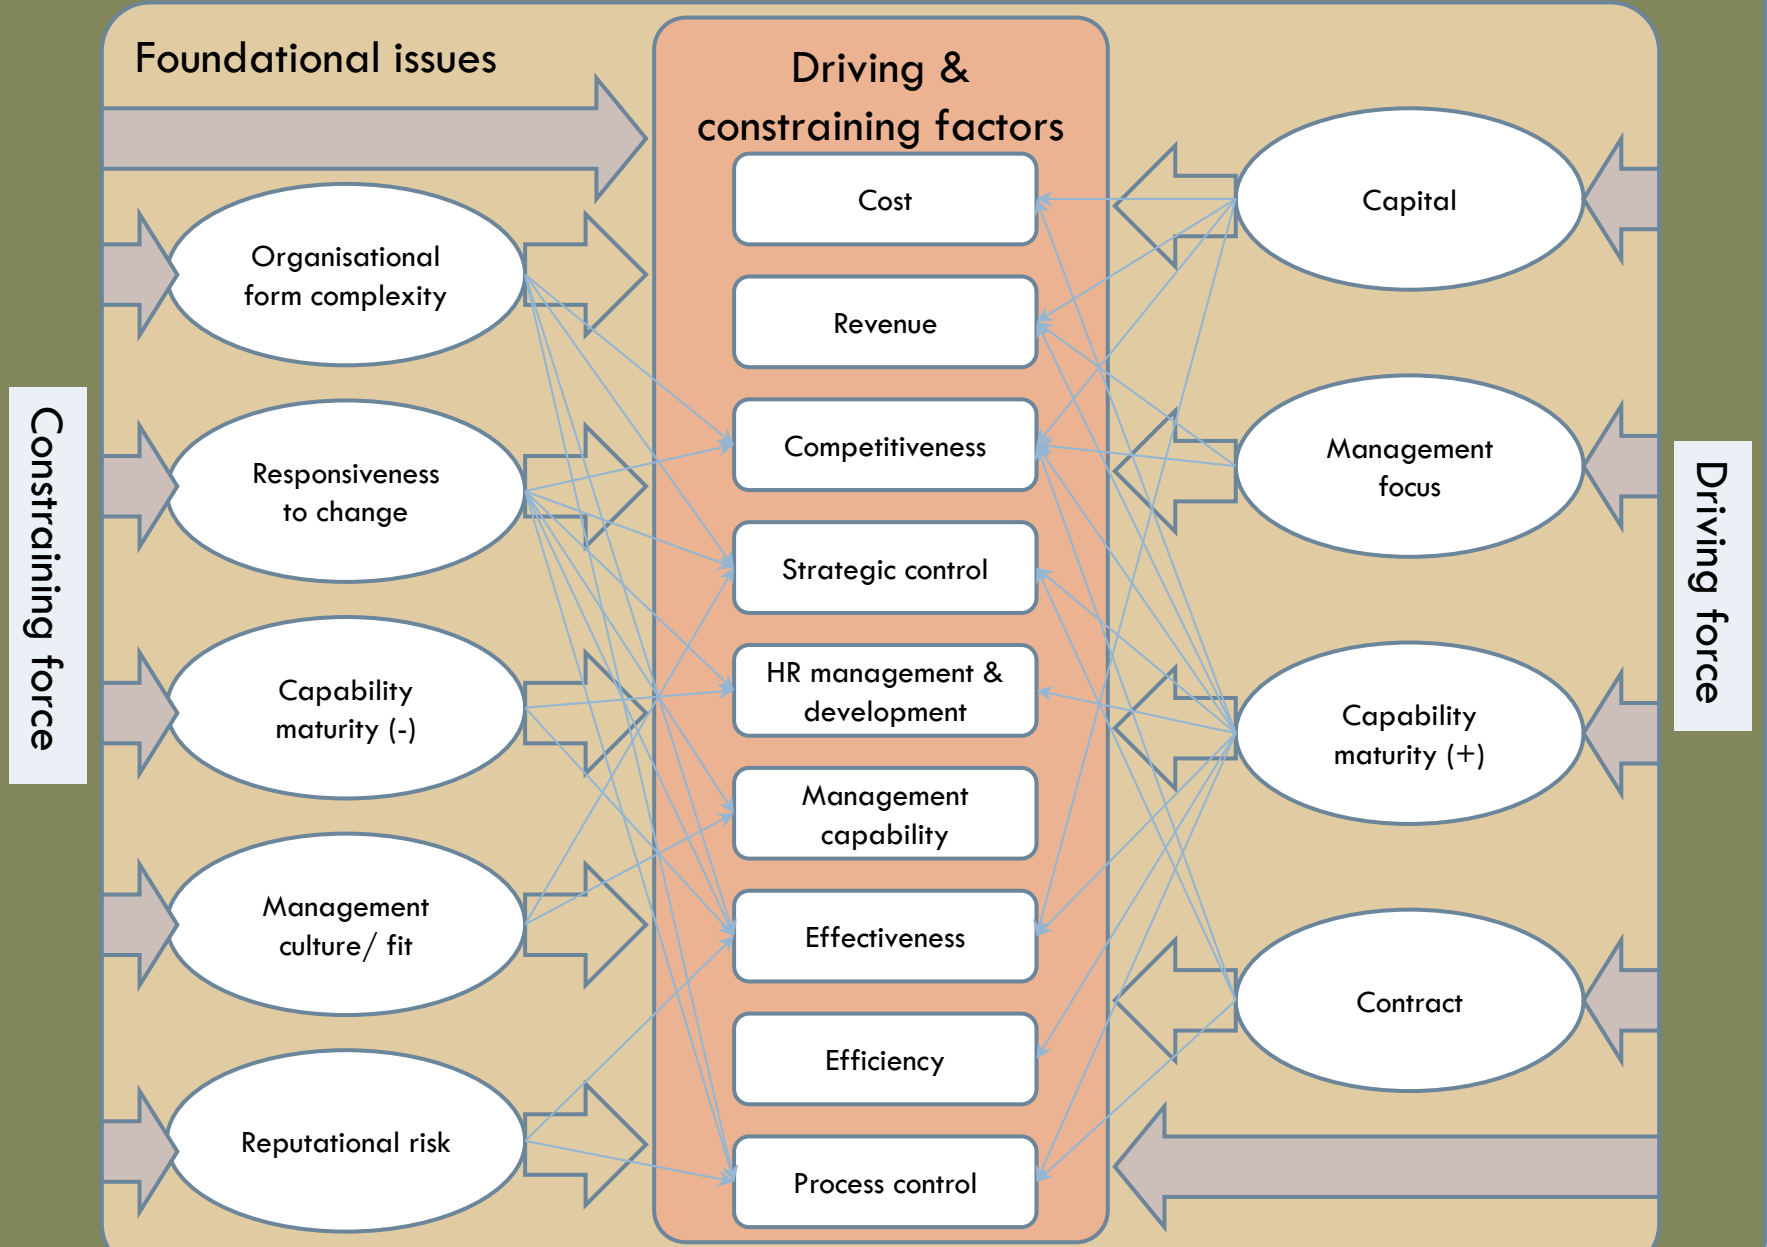 Foundational issues
Constraining force
Organisational
form complexity
Responsiveness
to change
Capability
maturity (-)
Management
culture/ fit
Reputational risk
Driving &
constraining factors
Cost
Revenue
Competitiveness
Strategic control
HR management &
development
Management
capability
Effectiveness
Efficiency
Process control
Capital
Management
focus
Capability
maturity (+)
Contract
Driving force